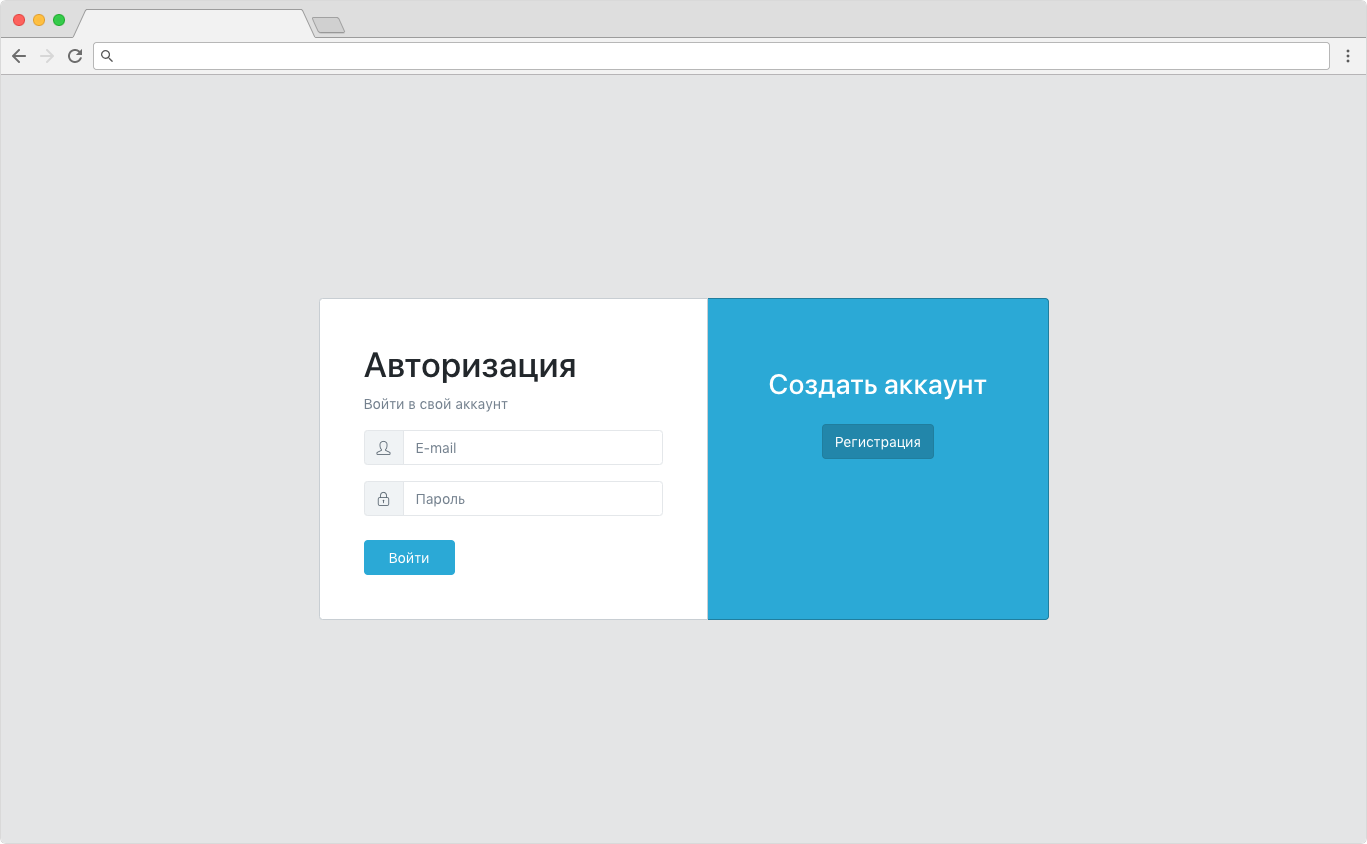 Авторизация
Войти в свой аккаунт
E-mail
Пароль
Войти
Создать аккаунт
Регистрация